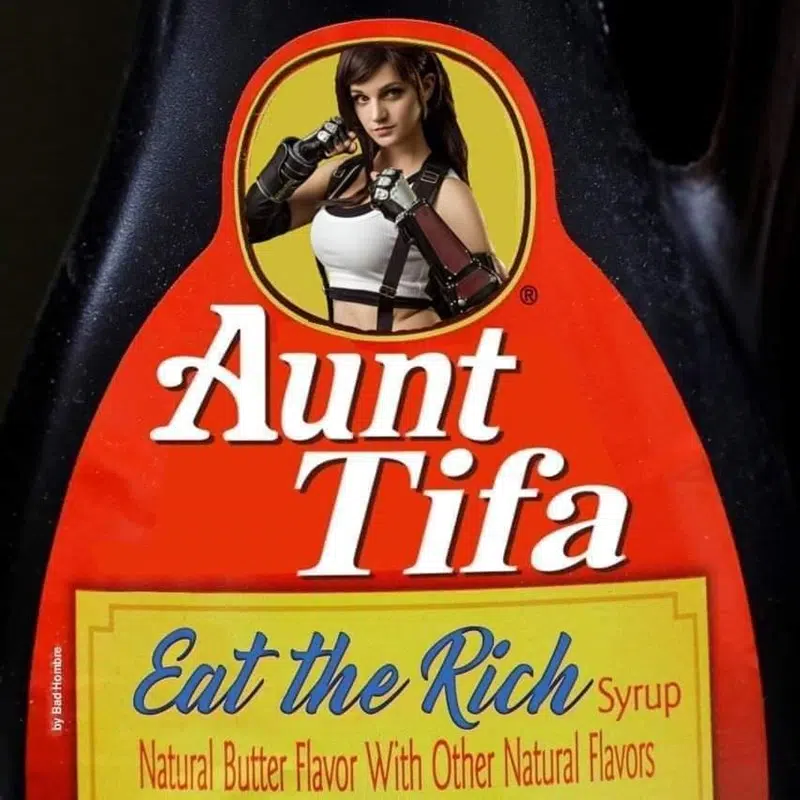 ®
Aunt
Tifa
Eat the Rich Syrup
Natural Butter Flavor With Other Natural Flavors
by Bad Hombre